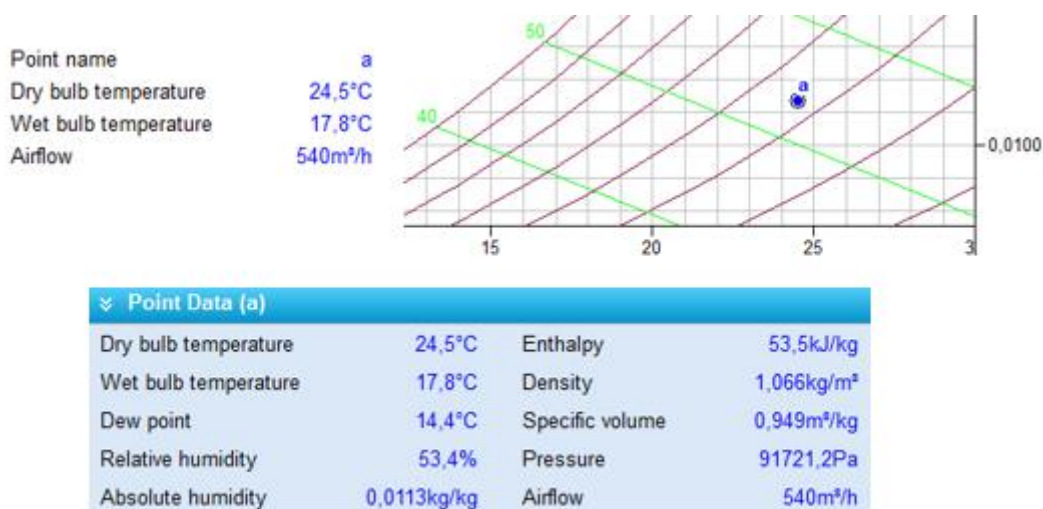 Point name a
Dry bulb temperature 24,5°C
Wet bulb temperature 17,8°C
Airflow 540m³/h
50
40
a
0,0100
15 20 25 3
Point Data (a)
Dry bulb temperature 24,5°C Enthalpy 53,5kJ/kg
Wet bulb temperature 17,8°C Density 1,066kg/m³
Dew point 14,4°C Specific volume 0,949m³/kg
Relative humidity 53,4% Pressure 91721,2Pa
Absolute humidity 0,0113kg/kg Airflow 540m³/h